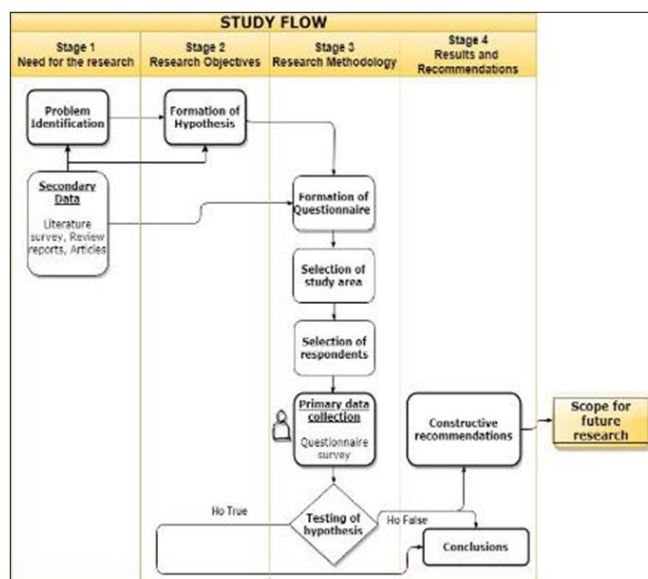 STUDY FLOW
Stage 1
Need for the research
Stage 2
Research Objectives
Stage 3
Research Methodology
Stage 4
Results and
Recommendations
Problem
Identification
Formation of
Hypothesis
Secondary
Data
Literature
survey, Review
reports, Articles
Formation of
Questionnaire
Selection of
study area
Selection of
respondents
Primary data
collection
Questionnaire
survey
Constructive
recommendations
Scope for
future
research
Testing of
hypothesis
Ho True
Ho False
Conclusions